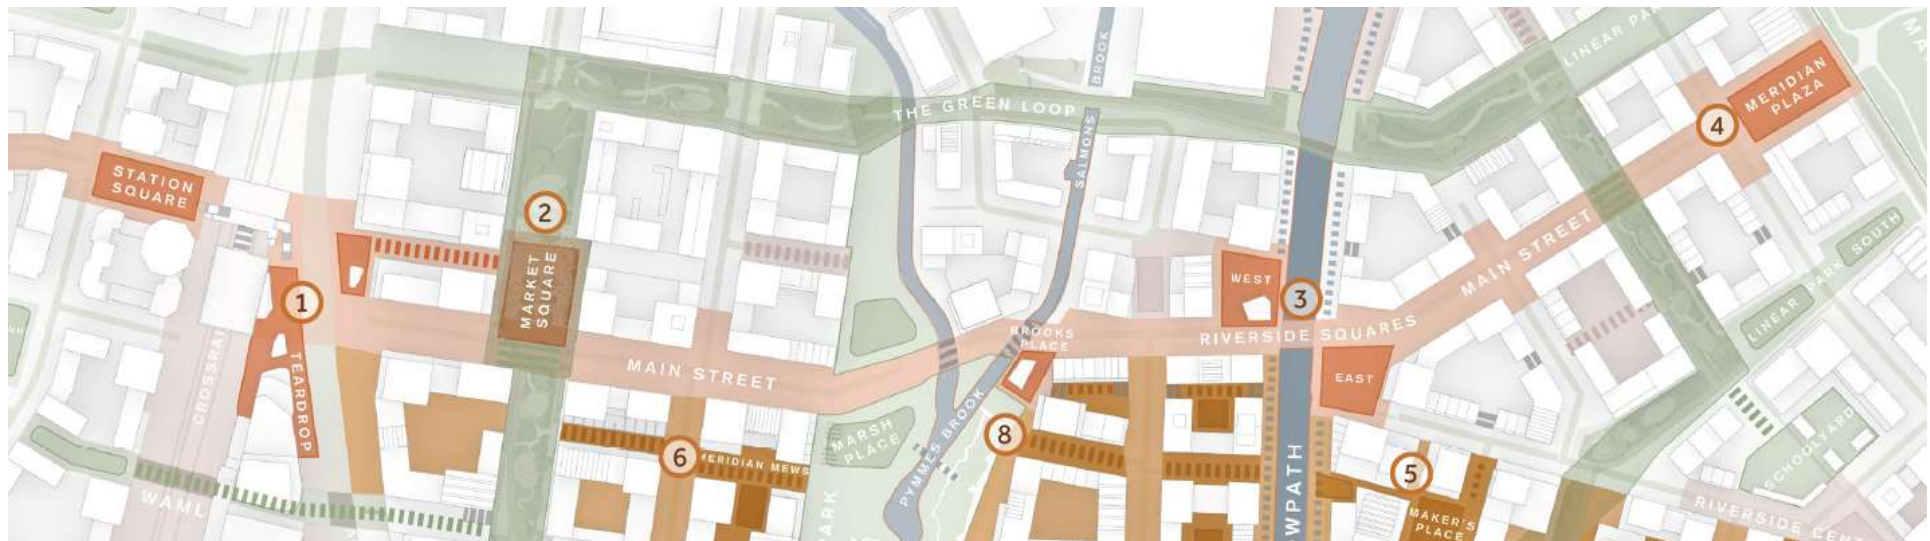 STATION
SQUARE
1
TEARDROP
CROSSRAIL
WAML
2
MARKET
SQUARE
MAIN STREET
6
MERIDIAN MEWS
THE GREEN LOOP
SALMONS
BROOK
MARSH
PLACE
PARK
PYMMES BROOK
BROOKS
PLACE
8
WEST
3
RIVERSIDE SQUARES
EAST
WPATH
5
MAKER'S
PLACE
MAIN STREET
4
MERIDIAN
PLAZA
LINEAR PA
LINEAR PARK SOUTH
SCHOOLYARD
RIVERSIDE CENT